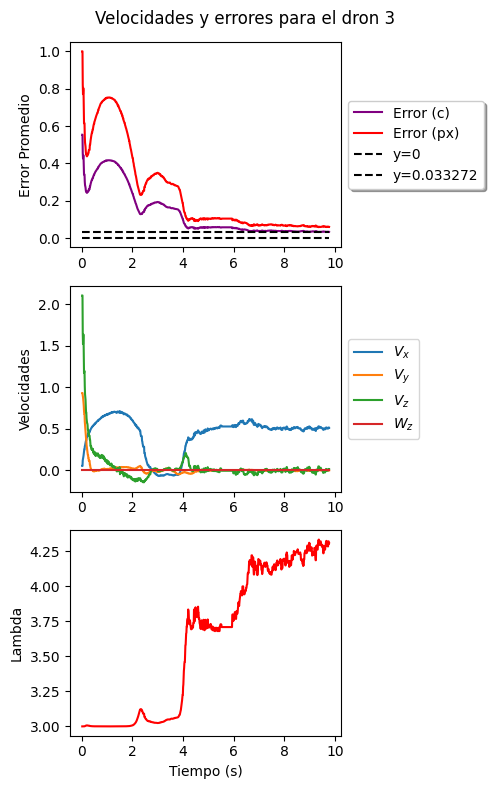 Velocidades y errores para el dron 3
Error Promedio
1.0
0.8
0.6
0.4
0.2
0.0
0 2 4 6 8 10
Error (c)
Error (px)
y=0
y=0.033272
Velocidades
2.0
1.5
1.0
0.5
0.0
0 2 4 6 8 10
V_x
V_y
V_z
W_z
Lambda
4.25
4.00
3.75
3.50
3.25
3.00
0 2 4 6 8 10
Tiempo (s)